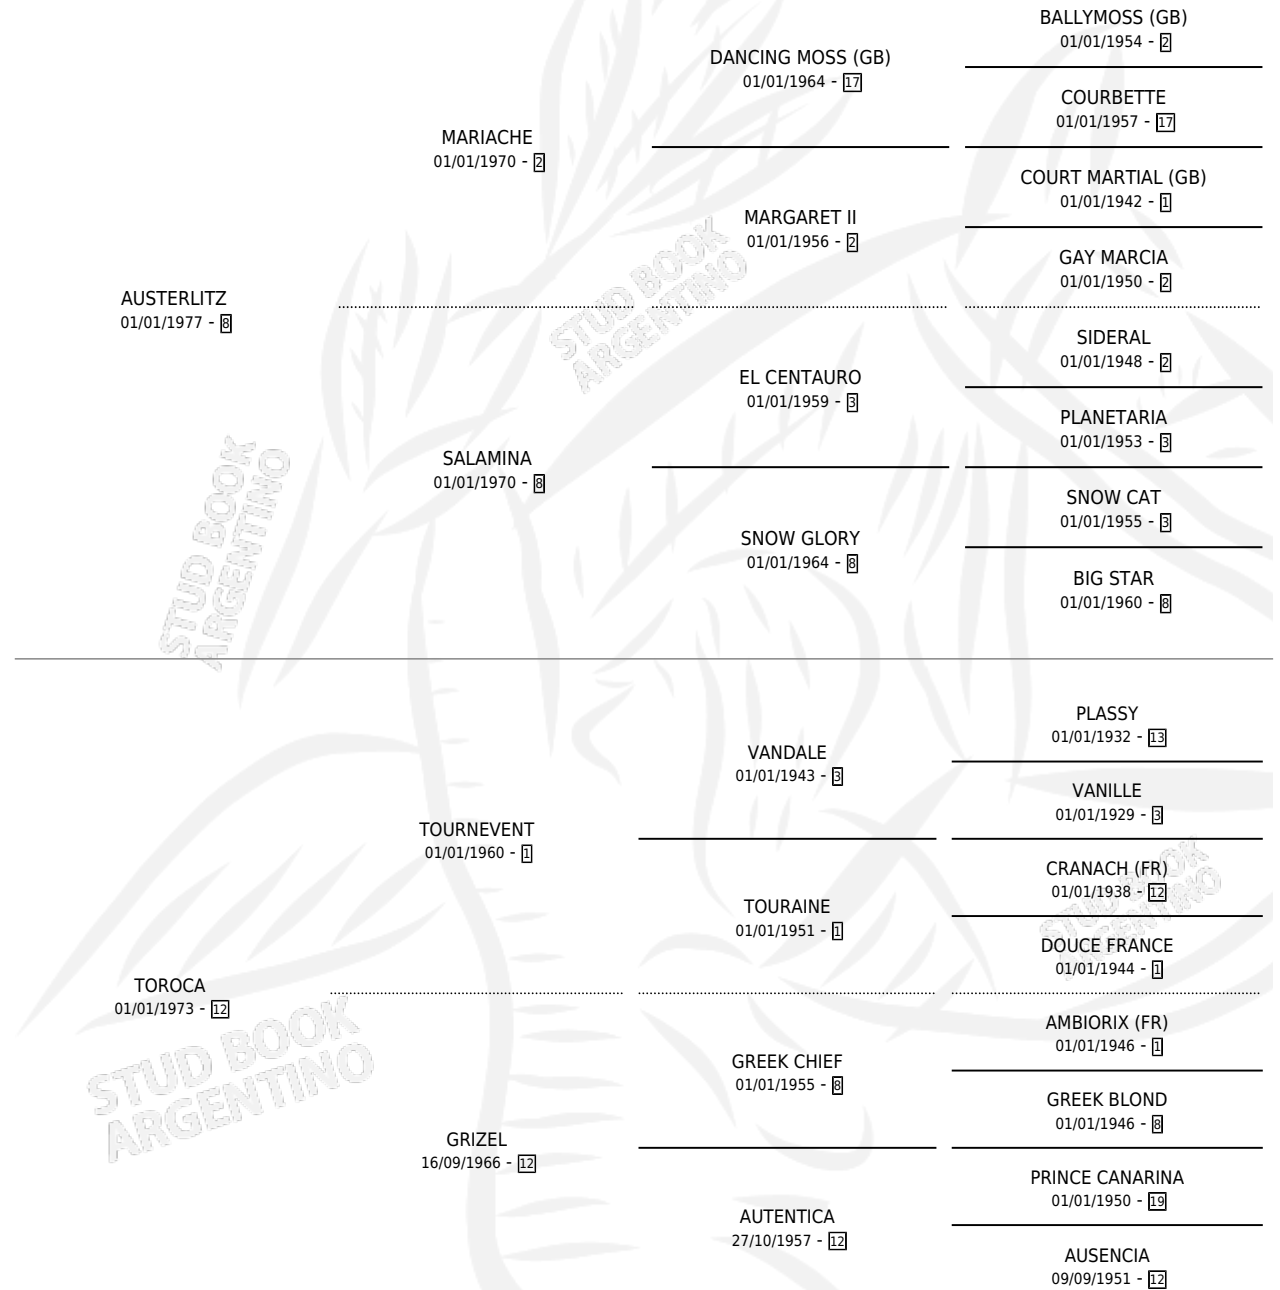 BALLYMOSS (GB)
01/01/1954 - 2
DANCING MOSS (GB)
01/01/1964 - 17
COURBETTE
01/01/1957 - 17
MARIACHE
01/01/1970 - 2
COURT MARTIAL (GB)
01/01/1942 - 1
MARGARET II
01/01/1956 - 2
GAY MARCIA
01/01/1950 - 2
AUSTERLITZ
01/01/1977 - 8
SIDERAL
01/01/1948 - 2
EL CENTAURO
01/01/1959 - 3
PLANETARIA
01/01/1953 - 3
SALAMINA
01/01/1970 - 8
SNOW CAT
01/01/1955 - 3
SNOW GLORY
01/01/1964 - 8
BIG STAR
01/01/1960 - 8
PLASSY
01/01/1932 - 13
VANDALE
01/01/1943 - 3
VANILLE
01/01/1929 - 3
TOURNEVENT
01/01/1960 - 1
CRANACH (FR)
01/01/1938 - 12
TOURAINE
01/01/1951 - 1
DOUCE FRANCE
01/01/1944 - 1
TOROCA
01/01/1973 - 12
AMBIORIX (FR)
01/01/1946 - 1
GREEK CHIEF
01/01/1955 - 8
GREEK BLOND
01/01/1946 - 8
GRIZEL
16/09/1966 - 12
PRINCE CANARINA
01/01/1950 - 19
AUTENTICA
27/10/1957 - 12
AUSENCIA
09/09/1951 - 12
STUD BOOK
ARGENTINO
STUD BOOK
ARGENTINO
STUD BOOK
ARGENTINO
STUD BOOK
ARGENTINO